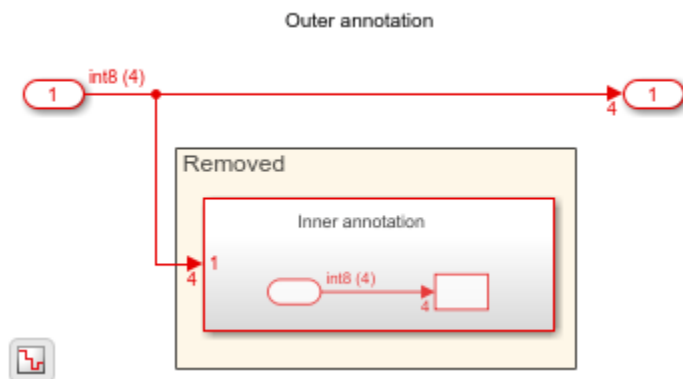 Outer annotation
int8 (4)
1
1
4
Removed
Inner annotation
1
4
int8 (4)
4